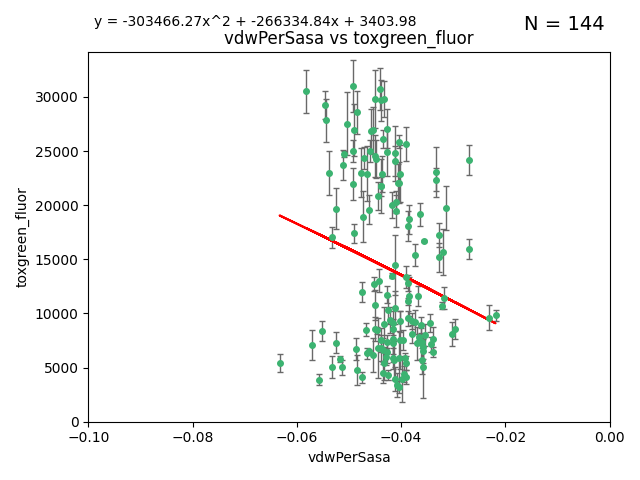 y = -303466.27x^2 + -266334.84x + 3403.98
N = 144
vdwPerSasa vs toxgreen_fluor
toxgreen_fluor
30000
25000
20000
15000
10000
5000
0
−0.10
−0.08
−0.06
−0.04
−0.02
0.00
vdwPerSasa